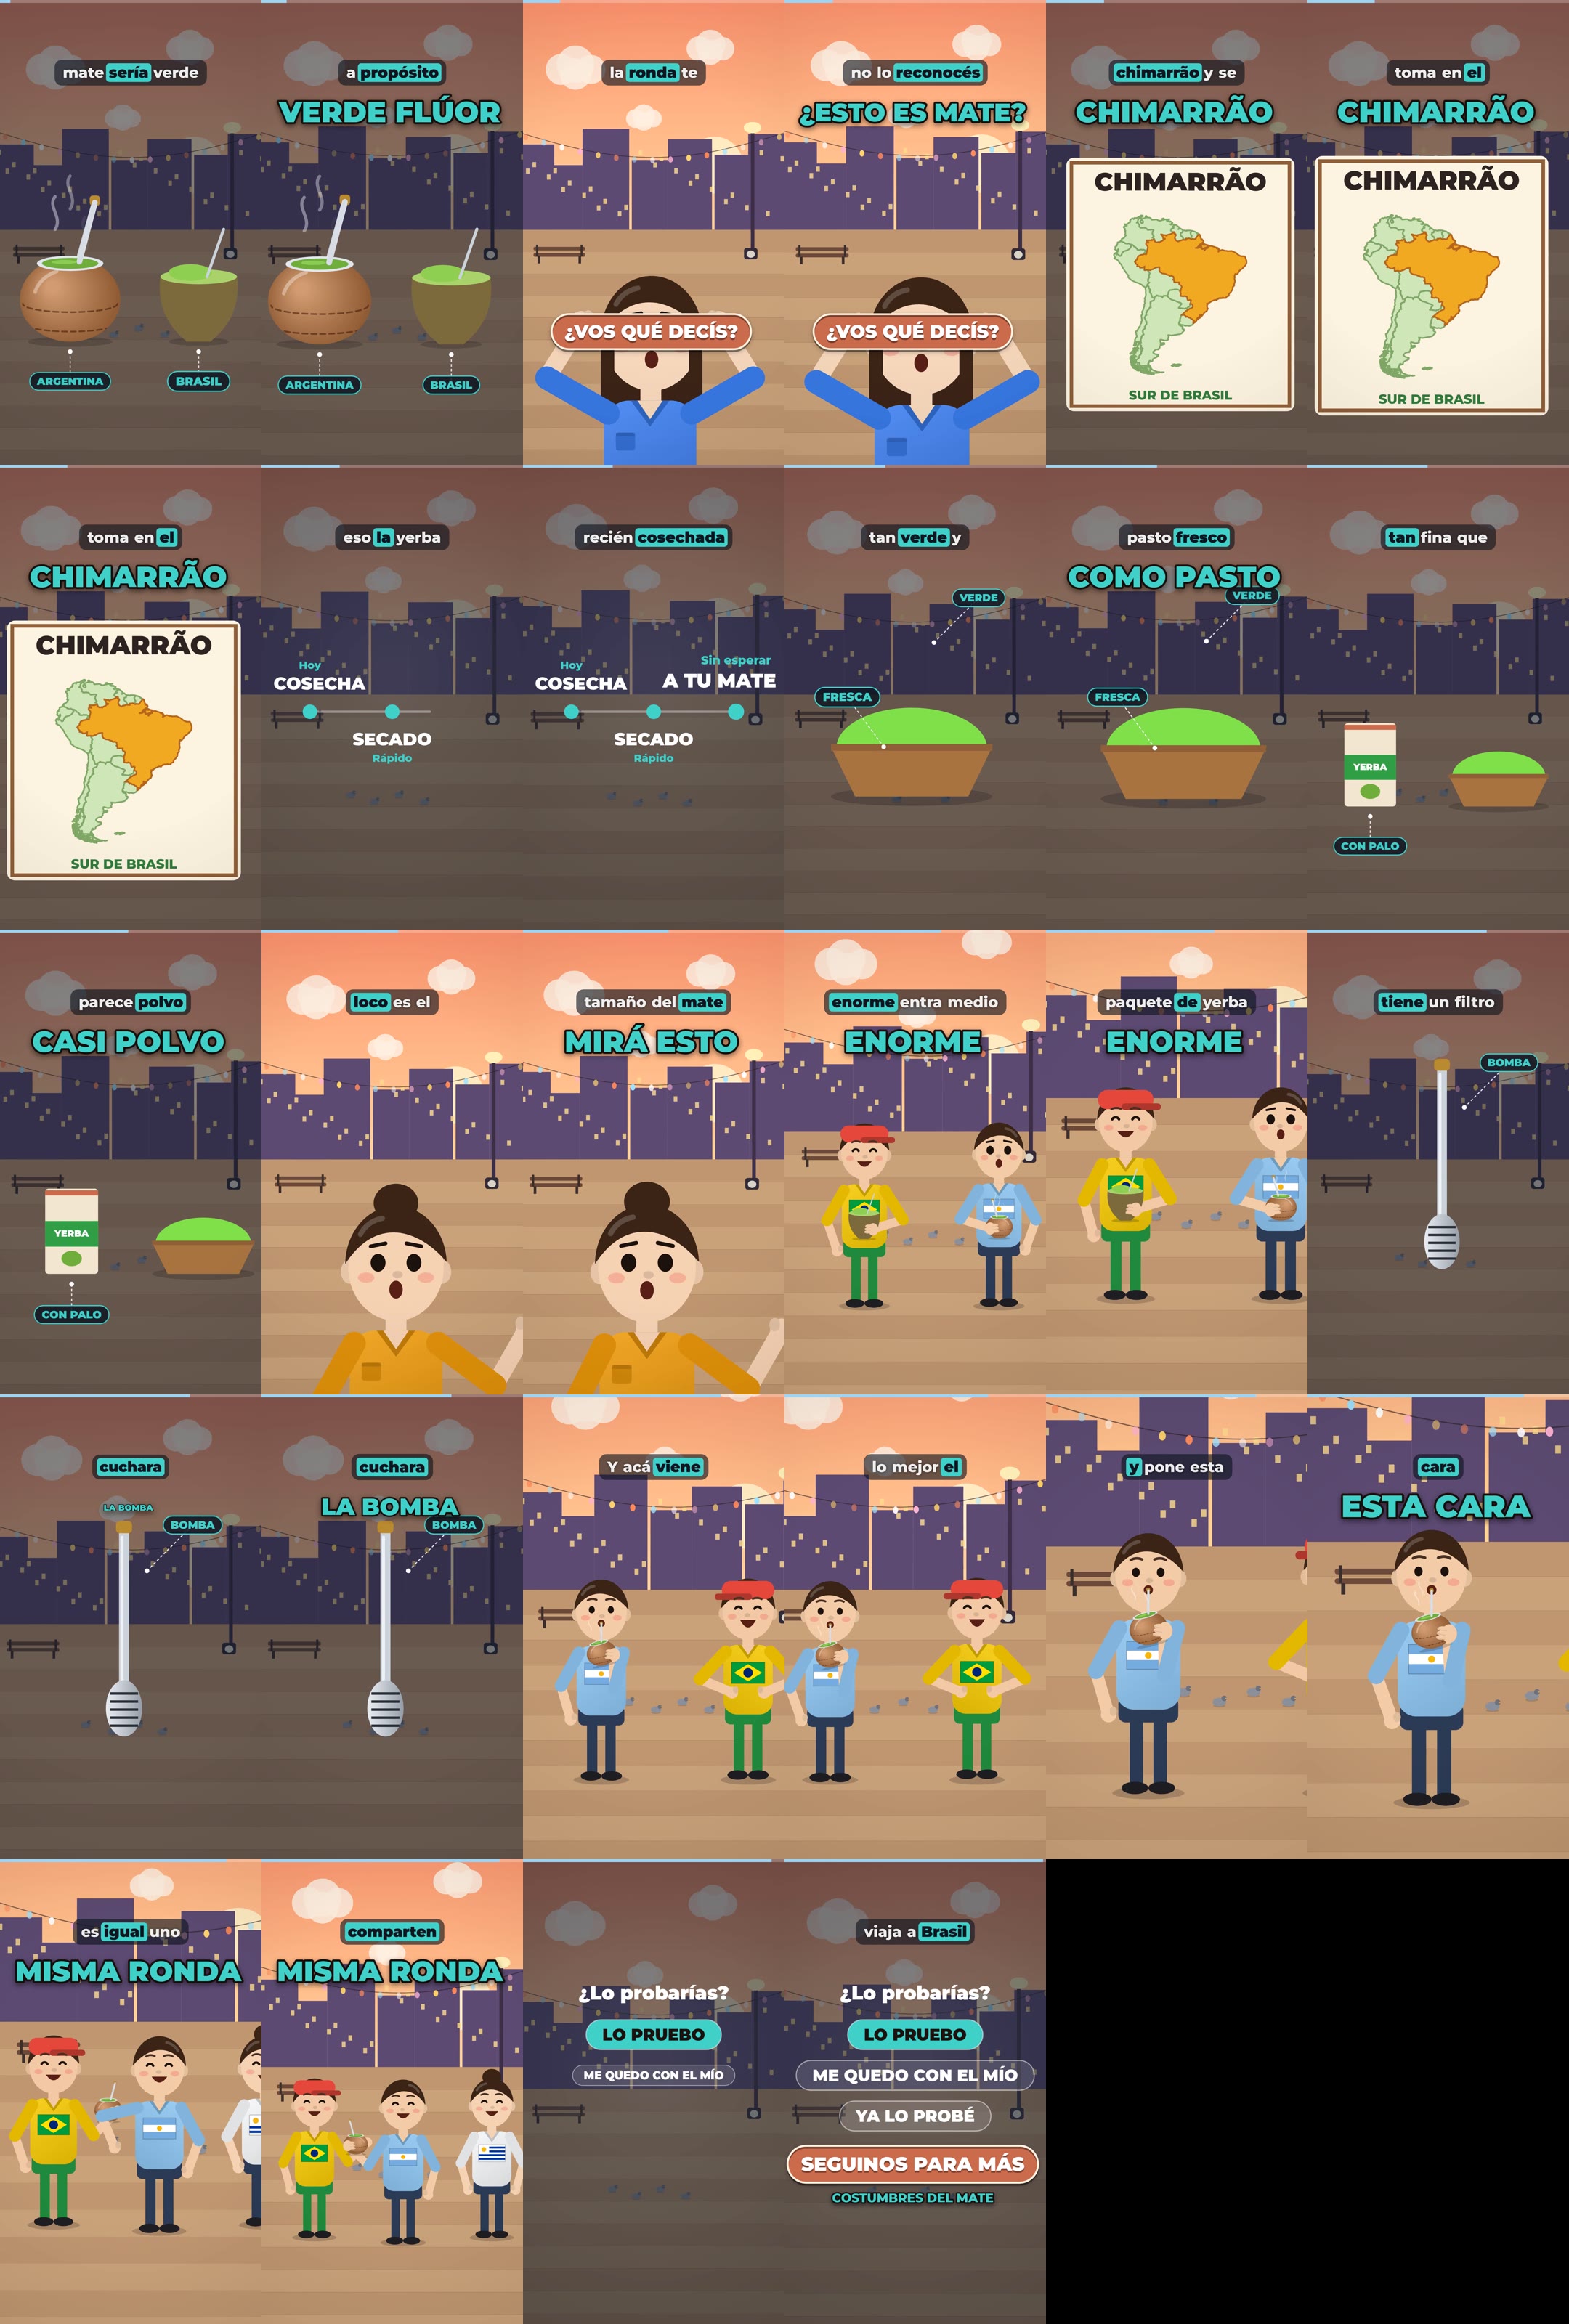 mate sería verde
ARGENTINA
BRASIL
a propósito
VERDE FLÚOR
ARGENTINA
BRASIL
la ronda te
¿VOS QUÉ DECÍS?
no lo reconocés
¿ESTO ES MATE?
¿VOS QUÉ DECÍS?
chimarrão y se
CHIMARRÃO
CHIMARRÃO
SUR DE BRASIL
toma en el
CHIMARRÃO
CHIMARRÃO
SUR DE BRASIL
toma en el
CHIMARRÃO
CHIMARRÃO
SUR DE BRASIL
eso la yerba
Hoy
COSECHA
SECADO
Rápido
recién cosechada
Hoy
COSECHA
Sin esperar
A TU MATE
SECADO
Rápido
tan verde y
VERDE
FRESCA
pasto fresco
COMO PASTO
VERDE
FRESCA
tan fina que
YERBA
CON PALO
parece polvo
CASI POLVO
YERBA
CON PALO
loco es el
tamaño del mate
MIRÁ ESTO
enorme entra medio
ENORME
paquete de yerba
ENORME
tiene un filtro
BOMBA
cuchara
LA BOMBA
BOMBA
cuchara
LA BOMBA
BOMBA
Y acá viene
lo mejor el
y pone esta
cara
ESTA CARA
es igual uno
MISMA RONDA
comparten
MISMA RONDA
¿Lo probarías?
LO PRUEBO
ME QUEDO CON EL MÍO
viaja a Brasil
¿Lo probarías?
LO PRUEBO
ME QUEDO CON EL MÍO
YA LO PROBÉ
SEGUINOS PARA MÁS
COSTUMBRES DEL MATE